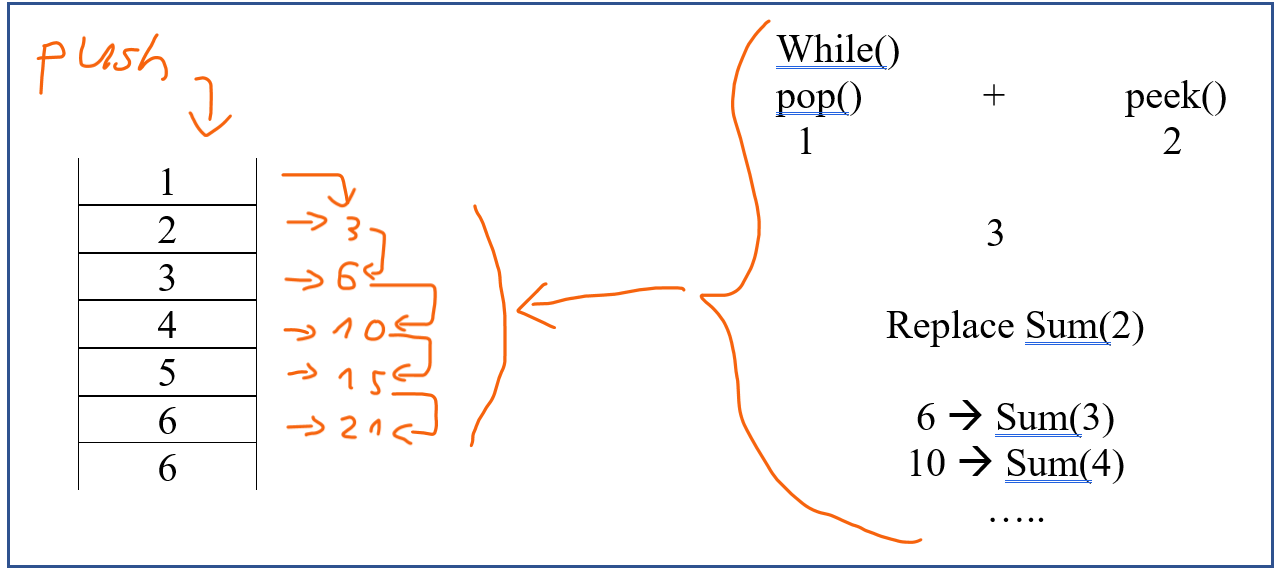 push
1
2 → 3
3 → 6
4 → 10
5 → 15
6 → 21
6
While()
pop() + peek()
1 2
3
Replace Sum(2)
6 → Sum(3)
10 → Sum(4)
…..